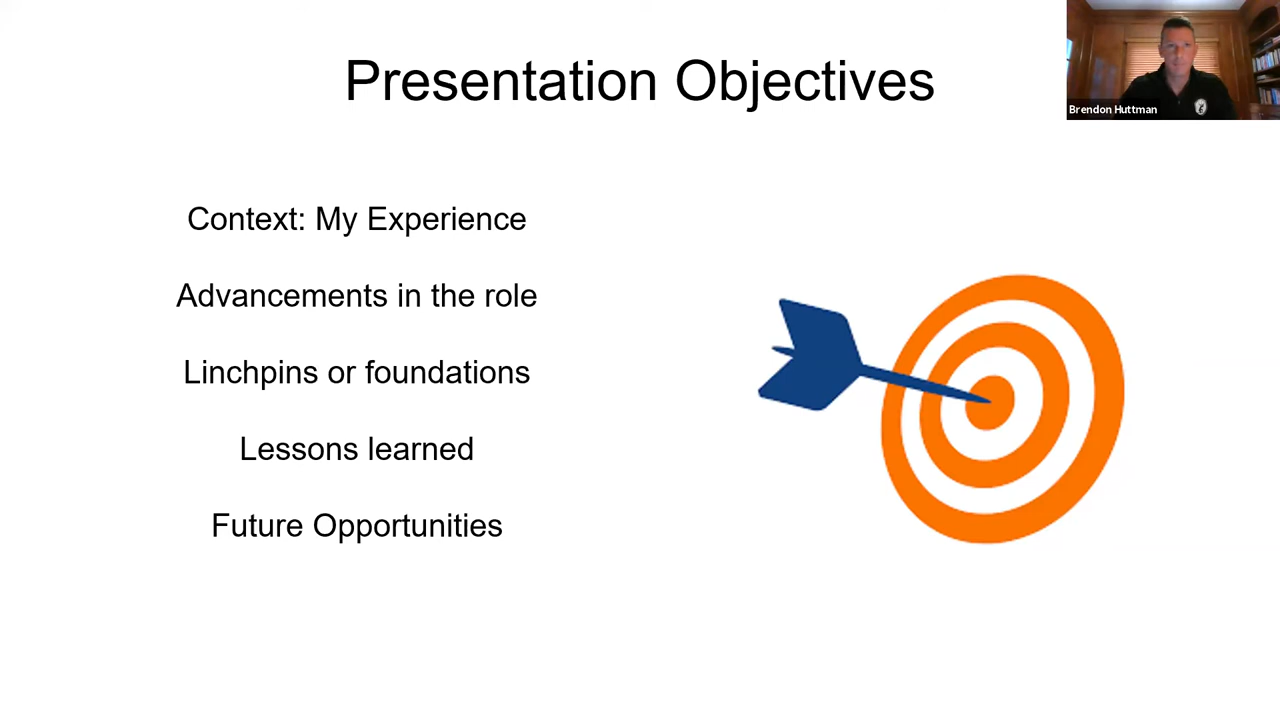 Presentation Objectives
Brendon Huttman
Context: My Experience
Advancements in the role
Linchpins or foundations
Lessons learned
Future Opportunities